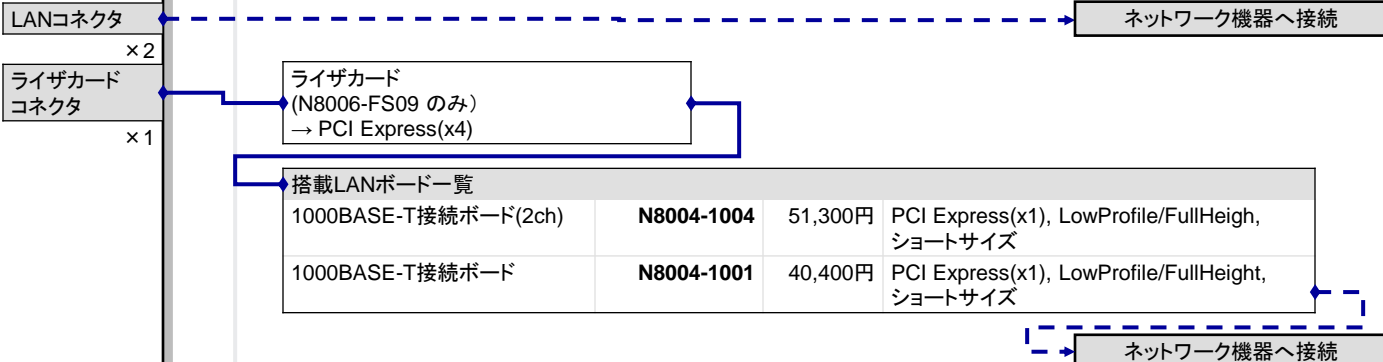 LANコネクタ
ネットワーク機器へ接続
×2
ライザカード
コネクタ
×1
ライザカード
(N8006-FS09 のみ）
→ PCI Express(x4)
搭載LANボード一覧
1000BASE-T接続ボード(2ch) N8004-1004 51,300円 PCI Express(x1), LowProfile/FullHeigh,
ショートサイズ
1000BASE-T接続ボード N8004-1001 40,400円 PCI Express(x1), LowProfile/FullHeight,
ショートサイズ
ネットワーク機器へ接続